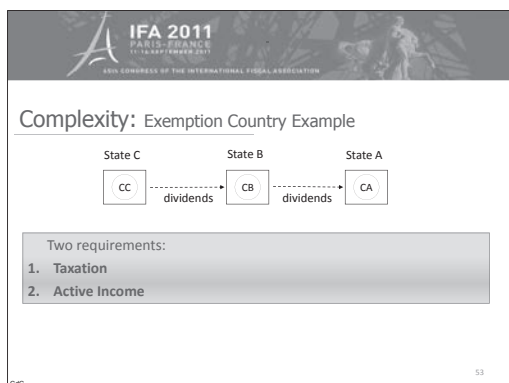 IFA 2011
PARIS-FRANCE
11-16 SEPTEMBER 2011
65TH CONGRESS OF THE INTERNATIONAL FISCAL ASSOCIATION
Complexity: Exemption Country Example
State C State B State A
CC CB CA
dividends dividends
Two requirements:
1. Taxation
2. Active Income
53